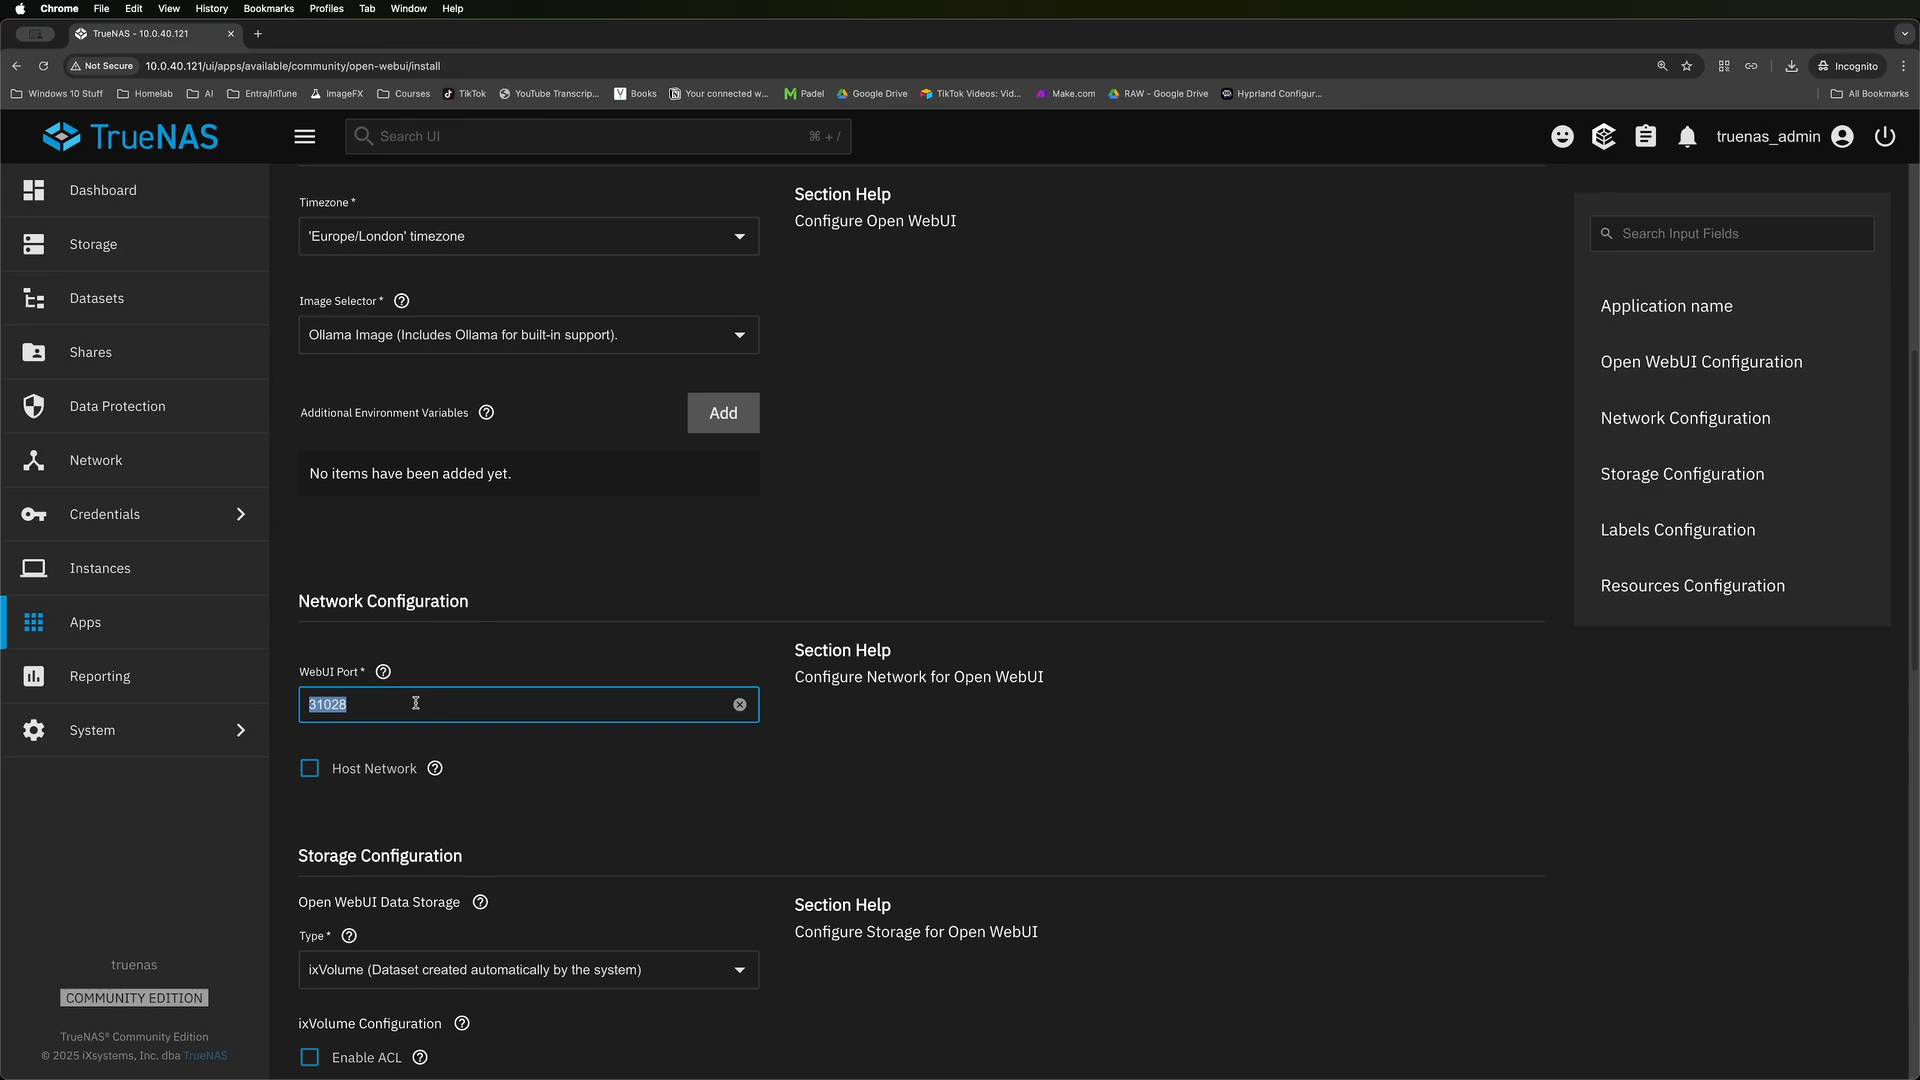 Chrome File Edit View History Bookmarks Profiles Tab Window Help
TrueNAS - 10.0.40.121
Not Secure 10.0.40.121/ui/apps/available/community/open-webui/install Incognito
Windows 10 Stuff Homelab AI Entra/InTune ImageFX Courses TikTok YouTube Transcrip... Books Your connected w... Padel Google Drive TikTok Videos: Vid... Make.com RAW - Google Drive Hyprland Configur... All Bookmarks
TrueNAS
Search UI ⌘ + /
truenas_admin
Dashboard
Storage
Datasets
Shares
Data Protection
Network
Credentials
Instances
Apps
Reporting
System
truenas
COMMUNITY EDITION
TrueNAS® Community Edition
© 2025 iXsystems, Inc. dba TrueNAS
Timezone *
'Europe/London' timezone
Image Selector *
Ollama Image (Includes Ollama for built-in support).
Additional Environment Variables
Add
No items have been added yet.
Section Help
Configure Open WebUI
Network Configuration
WebUI Port *
31028
Host Network
Section Help
Configure Network for Open WebUI
Storage Configuration
Open WebUI Data Storage
Type *
ixVolume (Dataset created automatically by the system)
ixVolume Configuration
Enable ACL
Section Help
Configure Storage for Open WebUI
Search Input Fields
Application name
Open WebUI Configuration
Network Configuration
Storage Configuration
Labels Configuration
Resources Configuration